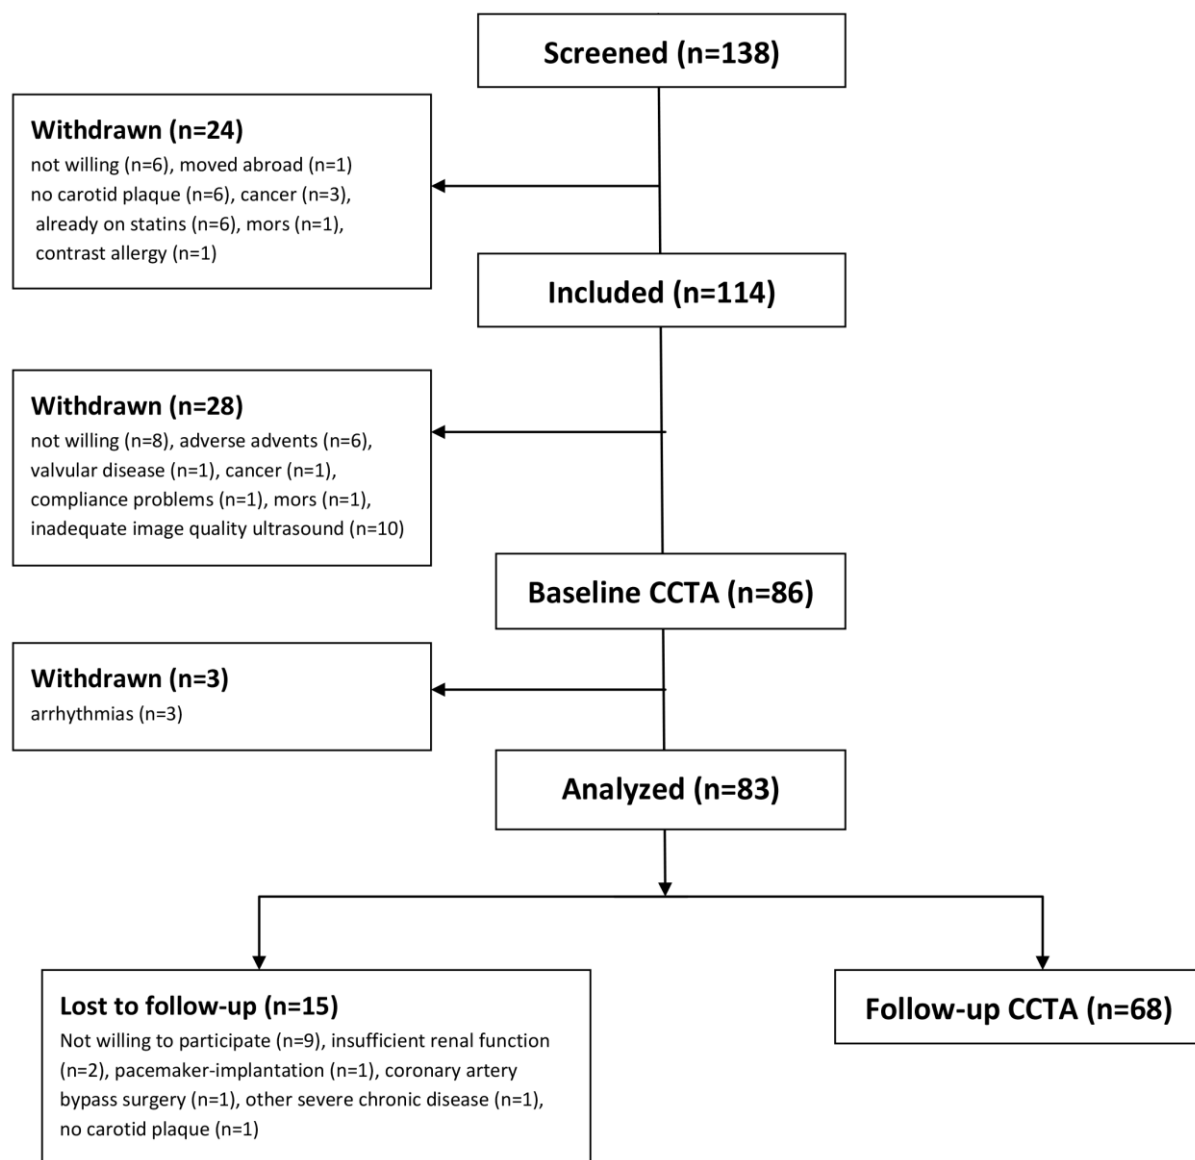 Screened (n=138)
Withdrawn (n=24)
not willing (n=6), moved abroad (n=1)
no carotid plaque (n=6), cancer (n=3),
already on statins (n=6), mors (n=1),
contrast allergy (n=1)
Included (n=114)
Withdrawn (n=28)
not willing (n=8), adverse advents (n=6),
valvular disease (n=1), cancer (n=1),
compliance problems (n=1), mors (n=1),
inadequate image quality ultrasound (n=10)
Baseline CCTA (n=86)
Withdrawn (n=3)
arrhythmias (n=3)
Analyzed (n=83)
Lost to follow-up (n=15)
Not willing to participate (n=9), insufficient renal function
(n=2), pacemaker-implantation (n=1), coronary artery
bypass surgery (n=1), other severe chronic disease (n=1),
no carotid plaque (n=1)
Follow-up CCTA (n=68)